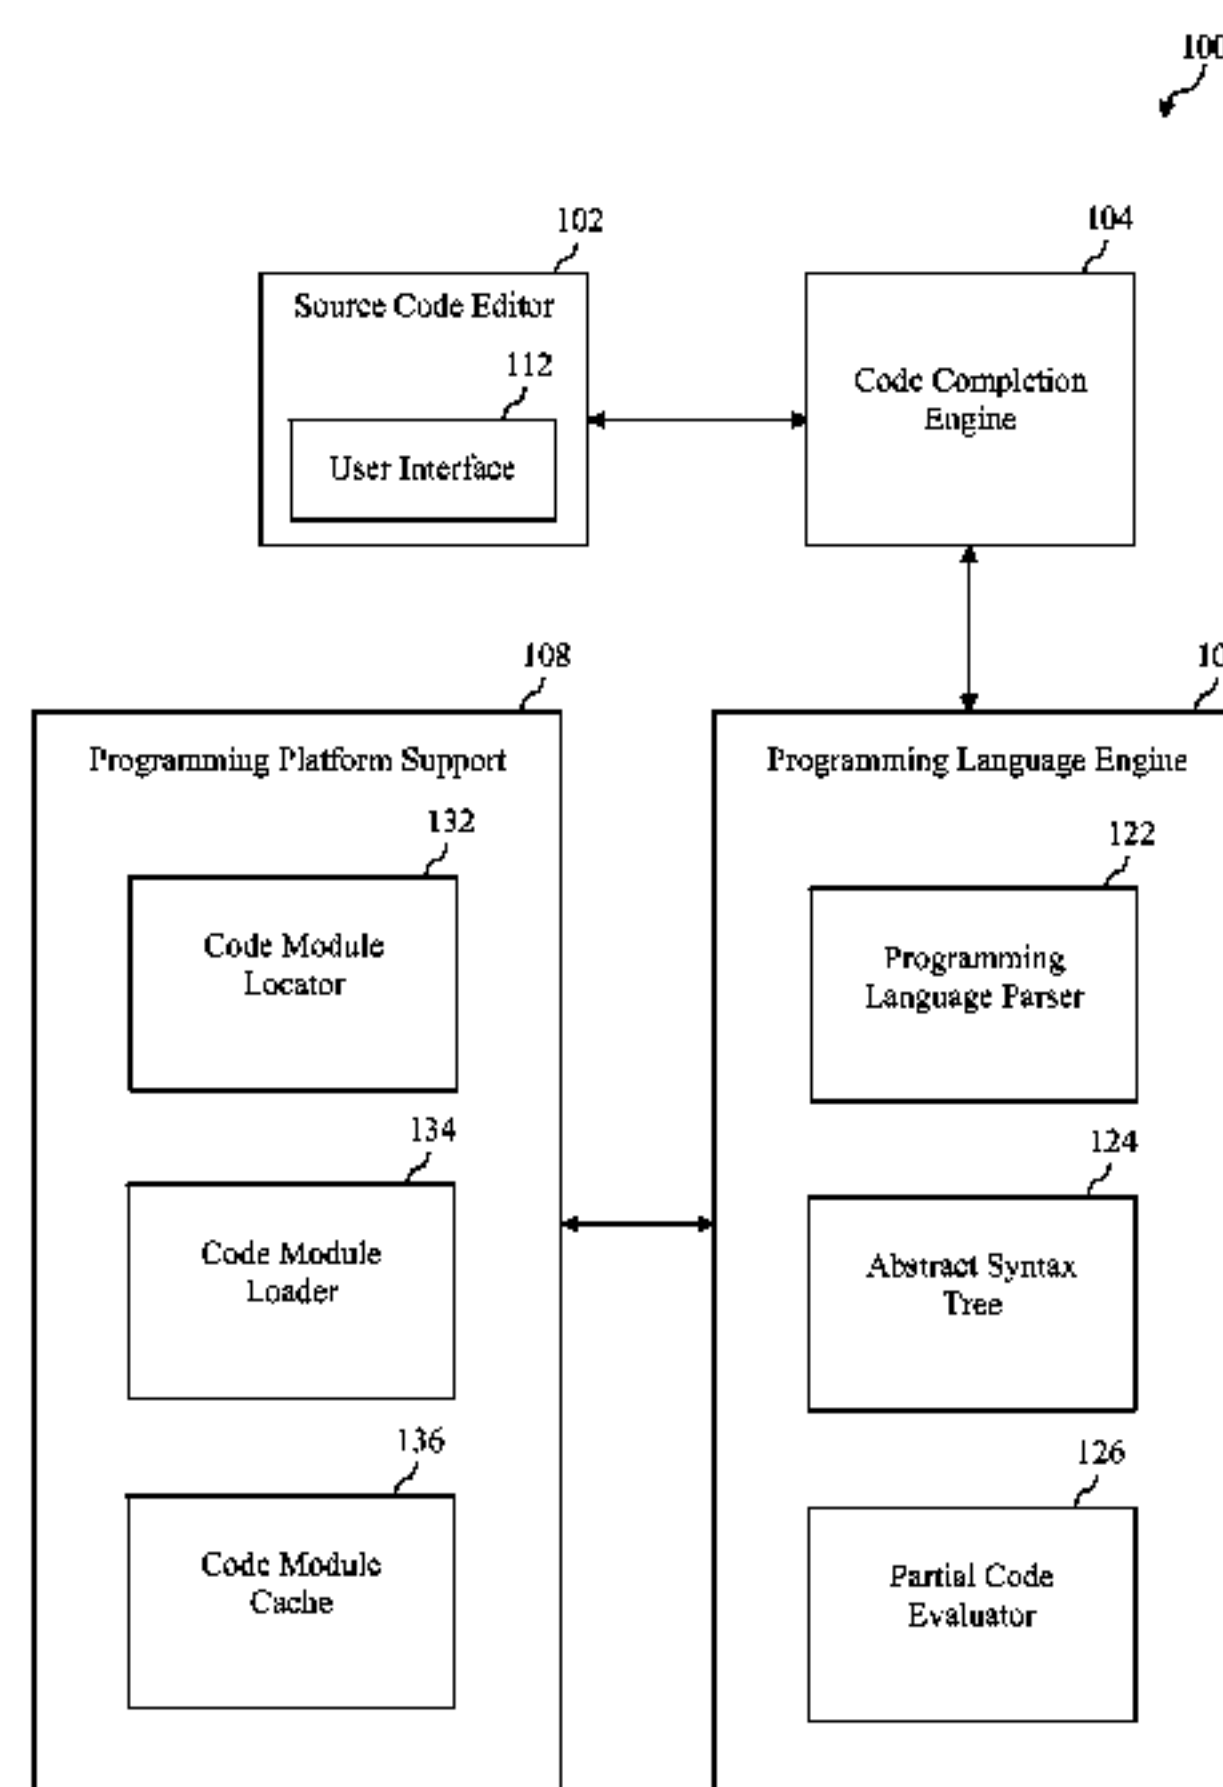 100
102
104
Source Code Editor
112
User Interface
Code Completion
Engine
108
10
Programming Platform Support
Programming Language Engine
132
122
Code Module
Locator
Programming
Language Parser
134
124
Code Module
Loader
Abstract Syntax
Tree
136
126
Code Module
Cache
Partial Code
Evaluator